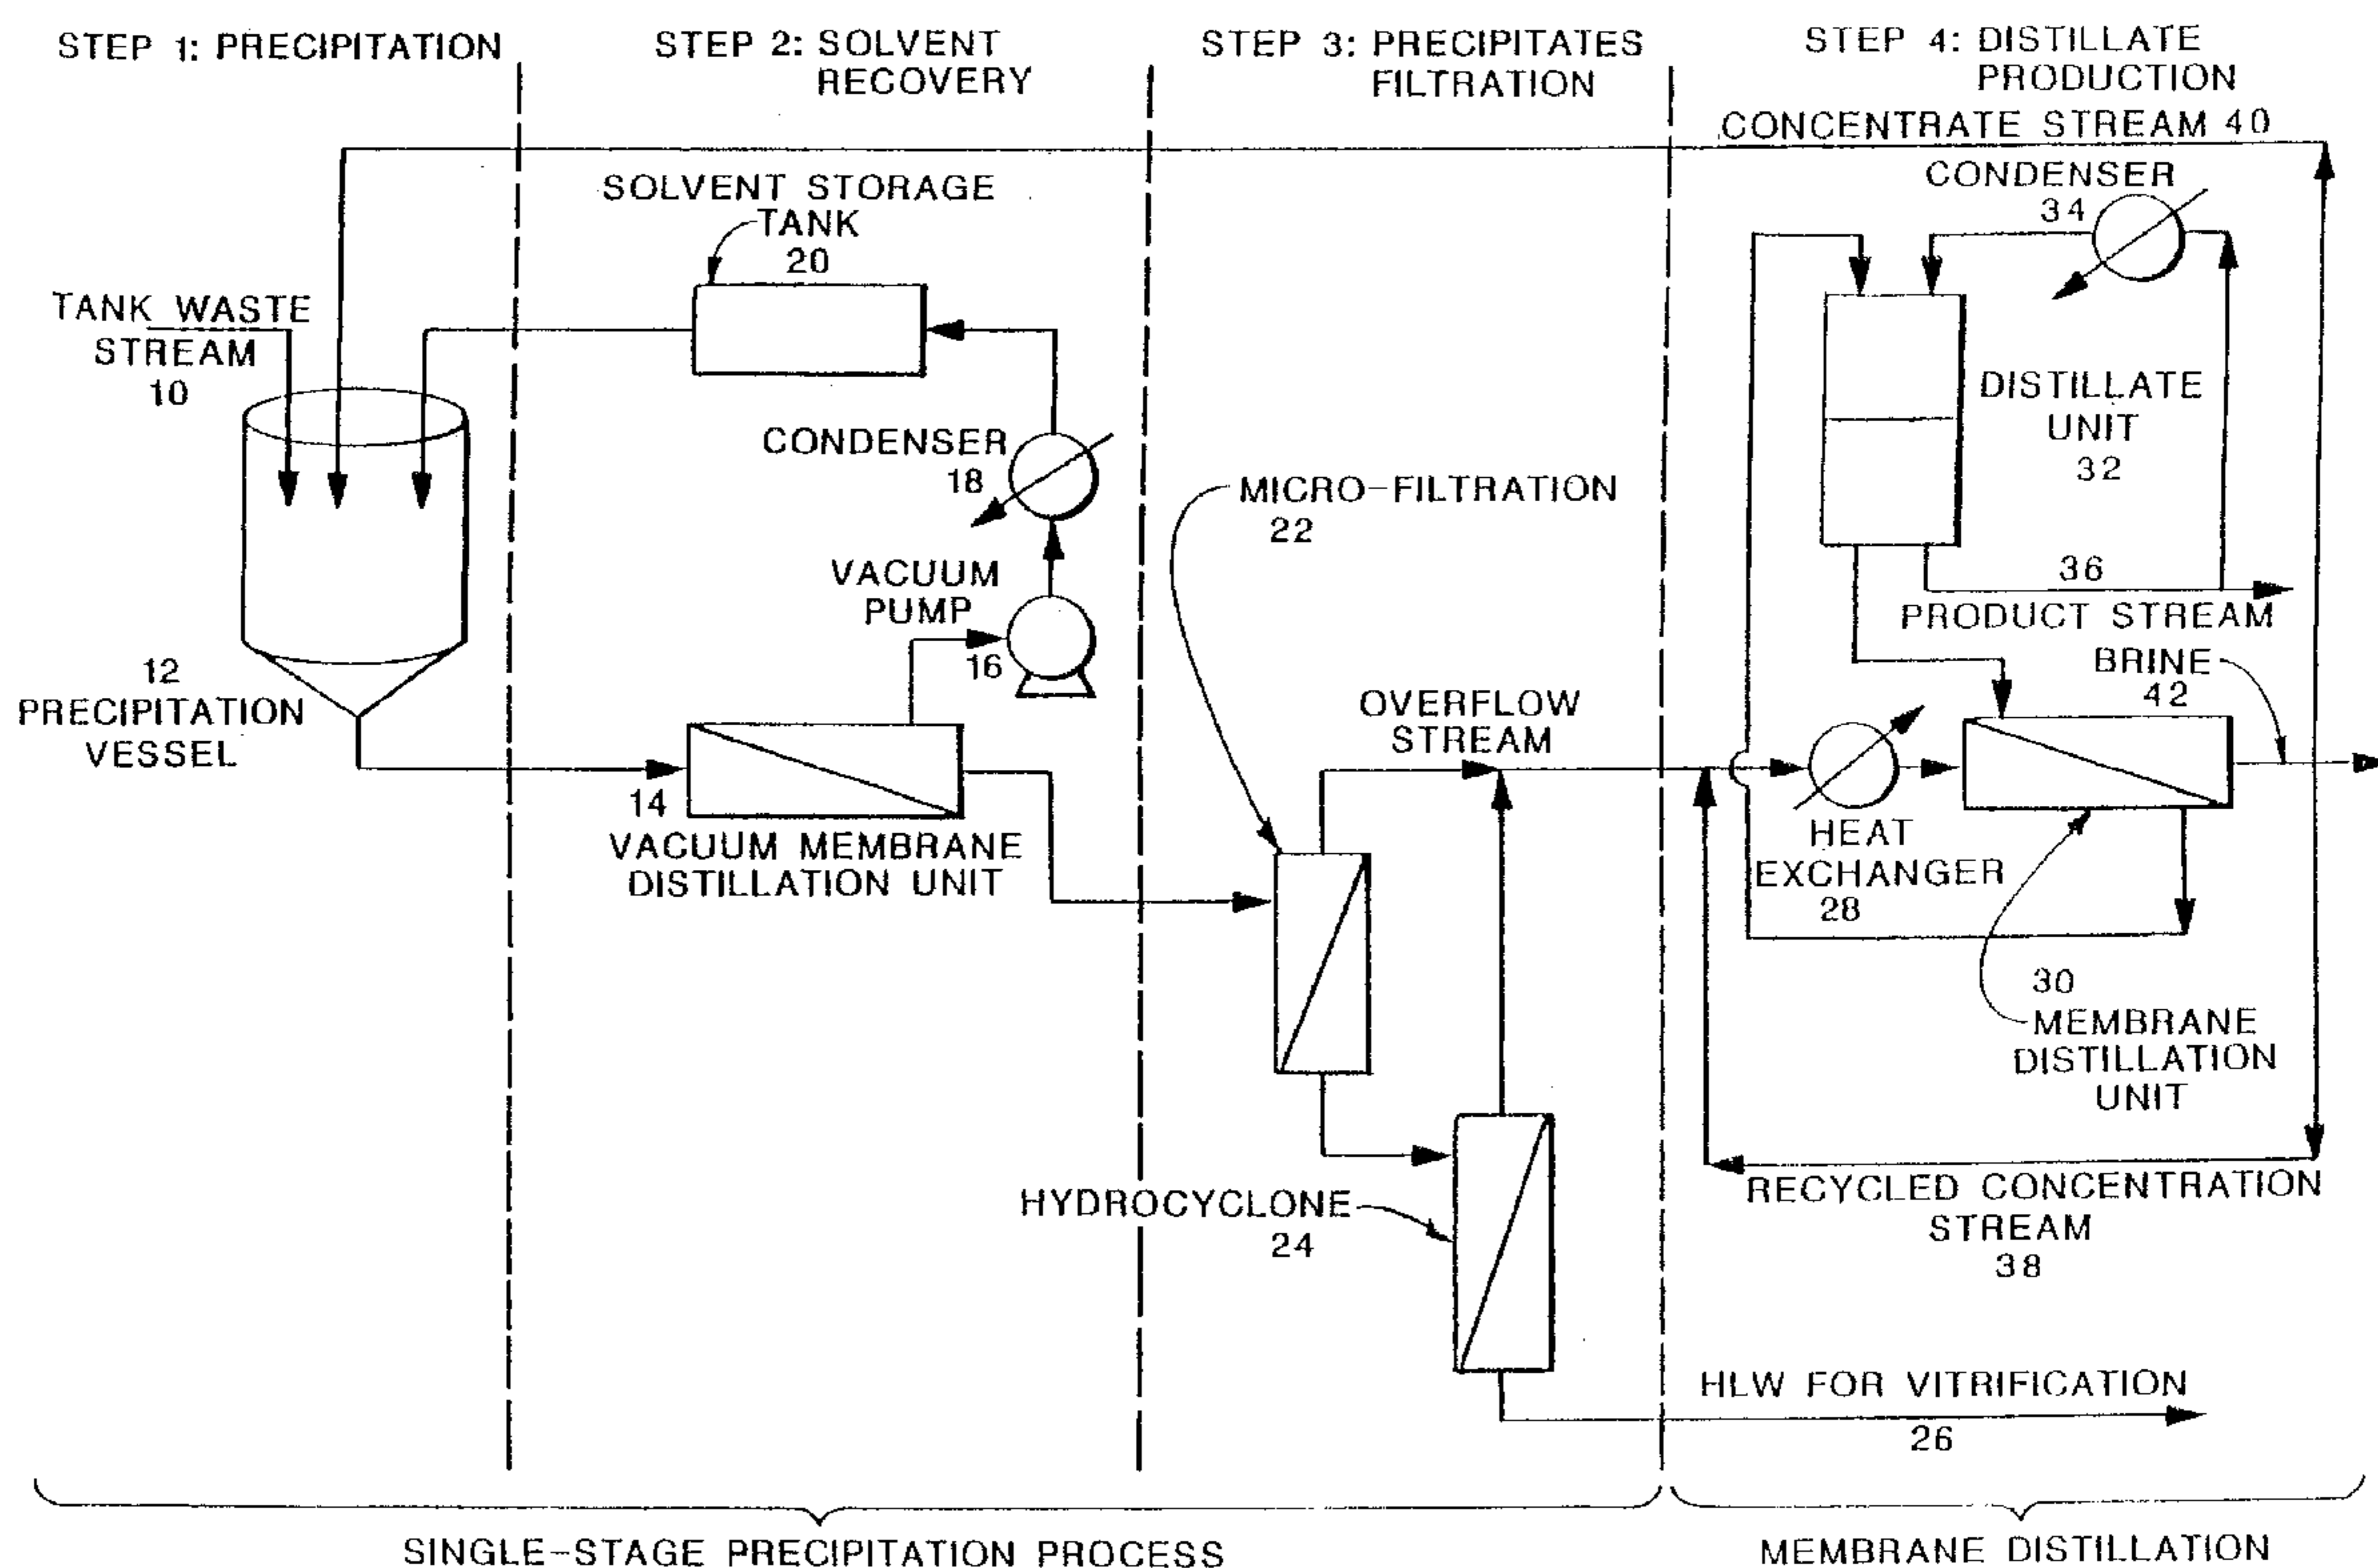 STEP 1: PRECIPITATION
STEP 2: SOLVENT
RECOVERY
STEP 3: PRECIPITATES
FILTRATION
STEP 4: DISTILLATE
PRODUCTION
CONCENTRATE STREAM 40
CONDENSER
34
SOLVENT STORAGE
TANK
20
TANK WASTE
STREAM
10
DISTILLATE
UNIT
32
CONDENSER
18
MICRO-FILTRATION
22
VACUUM
PUMP
16
36
PRODUCT STREAM
BRINE
42
12
PRECIPITATION
VESSEL
OVERFLOW
STREAM
14
VACUUM MEMBRANE
DISTILLATION UNIT
HEAT
EXCHANGER
28
30
MEMBRANE
DISTILLATION
UNIT
RECYCLED CONCENTRATION
STREAM
38
HYDROCYCLONE
24
HLW FOR VITRIFICATION
26
SINGLE-STAGE PRECIPITATION PROCESS
MEMBRANE DISTILLATION